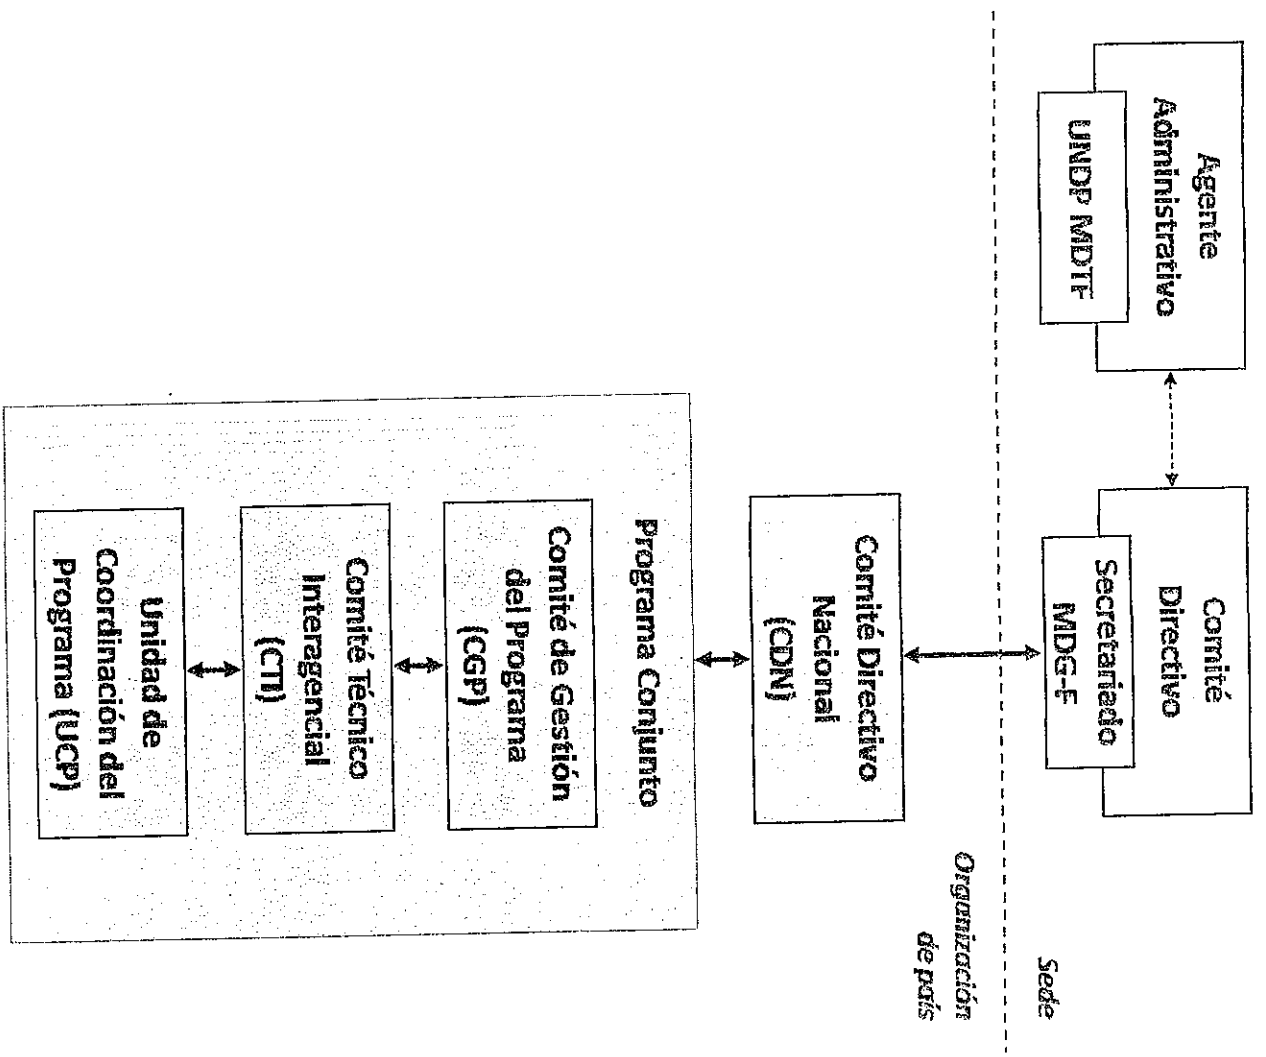 Agente
Administrativo
UNDP MDTF
Comité
Directivo
Secretariado
MDG-F
Sede
Organización
de país
Comité Directivo
Nacional
(CDN)
Programa Conjunto
Comité de Gestión
del Programa
(CGP)
Comité Técnico
Interagencial
(CTI)
Unidad de
Coordinación del
Programa (UCP)